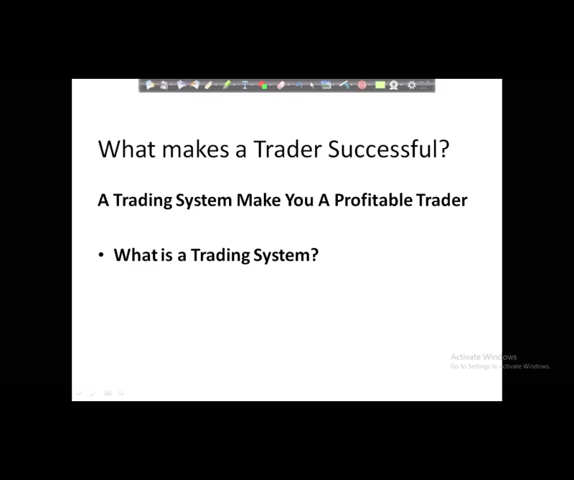 What makes a Trader Successful?
A Trading System Make You A Profitable Trader
• What is a Trading System?
Activate Windows
Go to Settings to activate Windows.